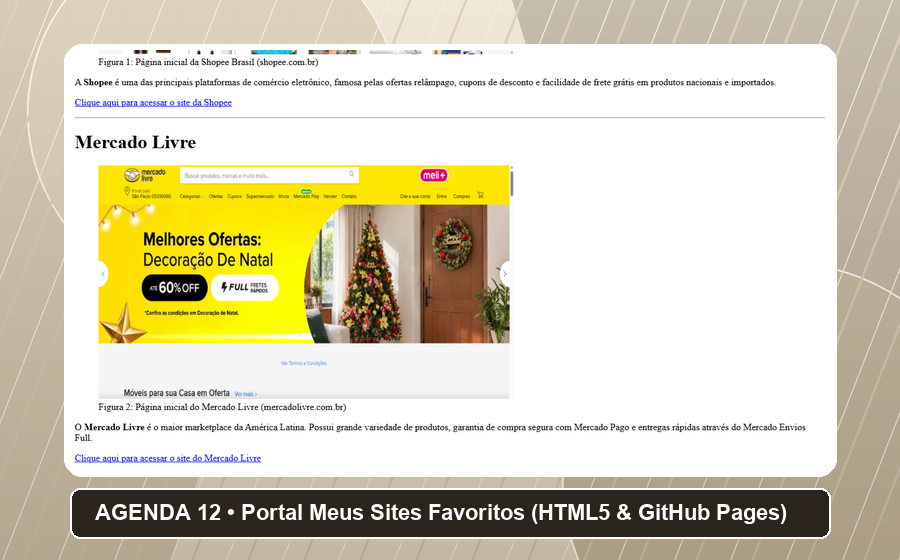 Figura 1: Página inicial da Shopee Brasil (shopee.com.br)
A Shopee é uma das principais plataformas de comércio eletrônico, famosa pelas ofertas relâmpago, cupons de desconto e facilidade de frete grátis em produtos nacionais e importados.
Clique aqui para acessar o site da Shopee
Mercado Livre
mercado livre
Buscar produtos, marcas e muito mais...
meli+
Enviar para
São Paulo 05026090
Categorias Ofertas Cupons Supermercado Moda Mercado Play Vender Contato
Crie a sua conta Entre Compras
Melhores Ofertas:
Decoração De Natal
ATÉ 60% OFF
FULL FRETES RÁPIDOS
*Confira as condições em Decoração de Natal.
Ver Termos e Condições
Móveis para sua Casa em Oferta Ver mais ›
Figura 2: Página inicial do Mercado Livre (mercadolivre.com.br)
O Mercado Livre é o maior marketplace da América Latina. Possui grande variedade de produtos, garantia de compra segura com Mercado Pago e entregas rápidas através do Mercado Envios
Full.
Clique aqui para acessar o site do Mercado Livre
AGENDA 12 • Portal Meus Sites Favoritos (HTML5 & GitHub Pages)